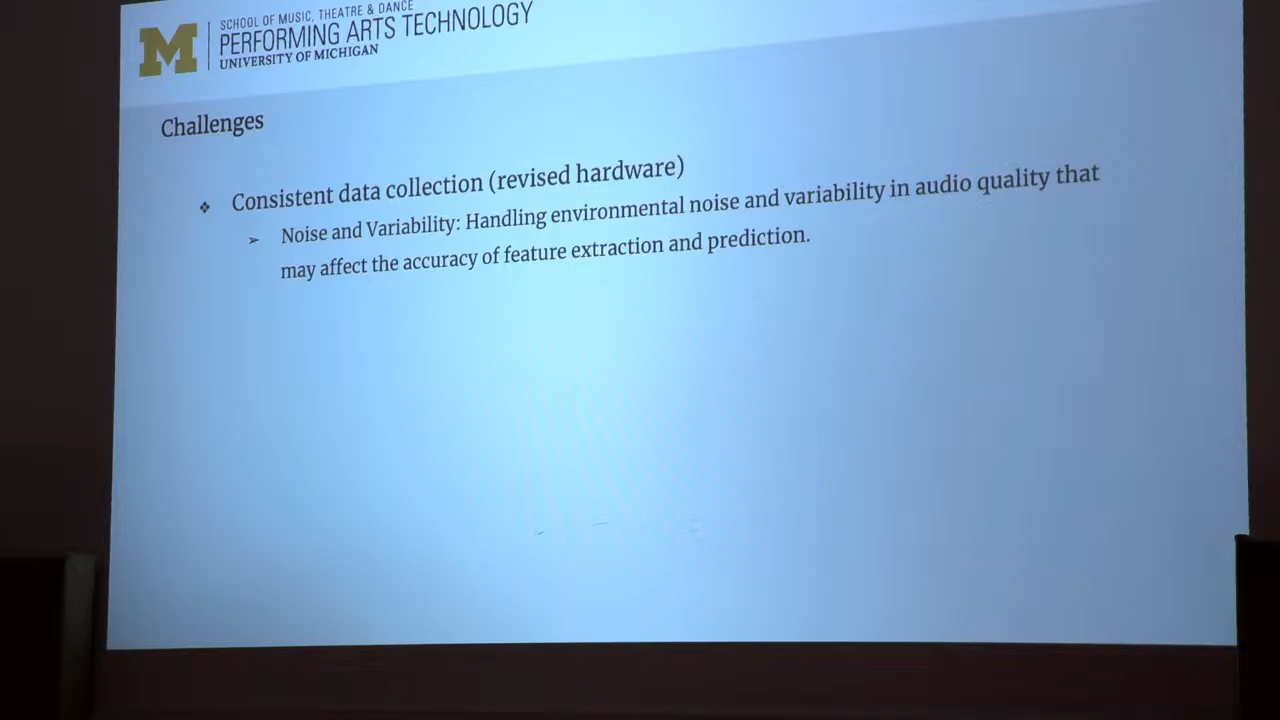 M
SCHOOL OF MUSIC, THEATRE & DANCE
PERFORMING ARTS TECHNOLOGY
UNIVERSITY OF MICHIGAN
Challenges
❖ Consistent data collection (revised hardware)
➢ Noise and Variability: Handling environmental noise and variability in audio quality that
may affect the accuracy of feature extraction and prediction.